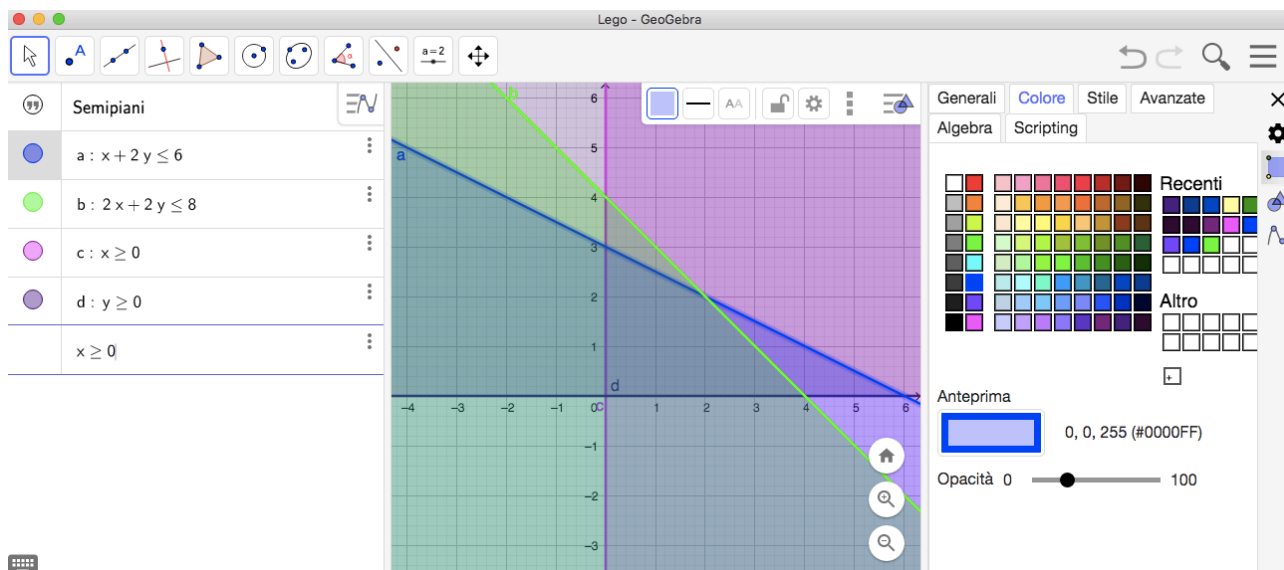 Lego - GeoGebra
A
α
a=2
Semipiani
a : x + 2 y ≤ 6
b : 2 x + 2 y ≤ 8
c : x ≥ 0
d : y ≥ 0
x ≥ 0
AA
b
a
d
c
6
5
4
3
2
1
−4 −3 −2 −1 0 1 2 3 4 5 6
−1
−2
−3
Generali Colore Stile Avanzate
Algebra Scripting
Recenti
Altro
+
Anteprima
0, 0, 255 (#0000FF)
Opacità 0 100